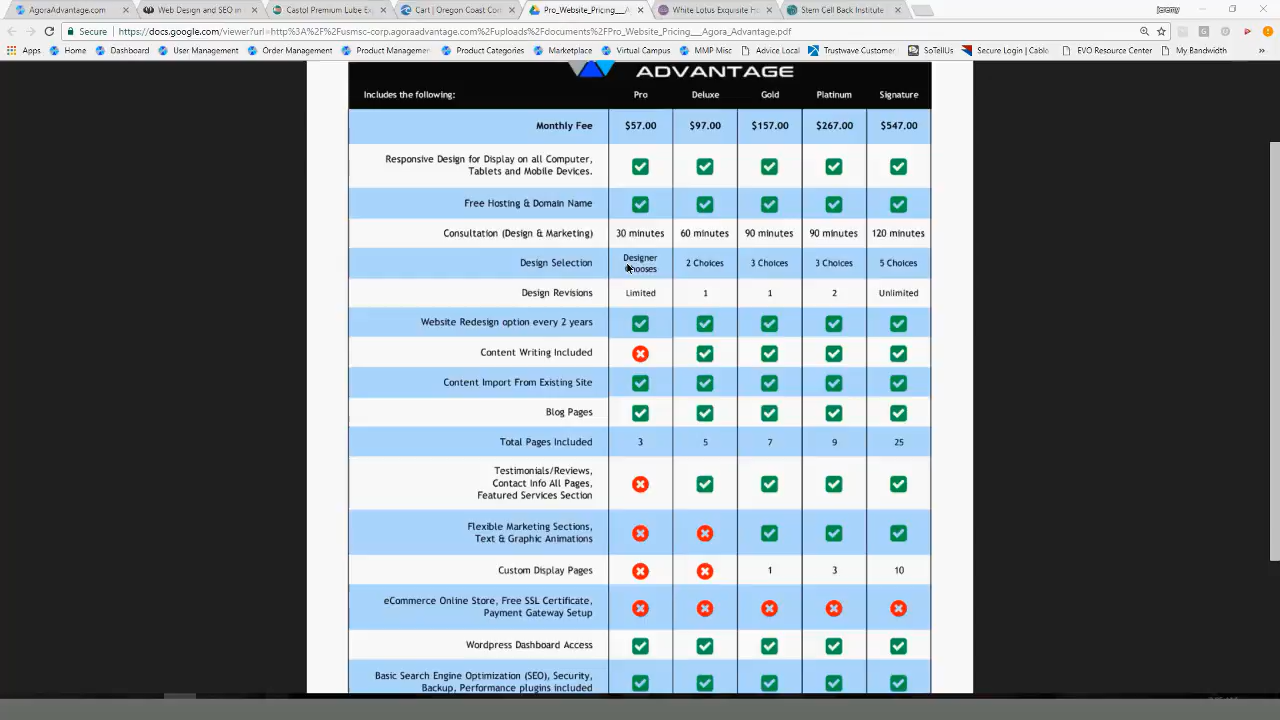 AgoraAdvantage.com
Web Design and SEO in
Castol Premium Lube Ex
Cart | Oregon Coast Com
Pro_Website_Pricing__A
White Lotus Exquisite H
Stem Cell Back Institute
Jeremy
Secure
https://docs.google.com/viewer?url=http%3A%2F%2Fusmsc-corp.agoraadvantage.com%2Fuploads%2Fdocuments%2FPro_Website_Pricing__Agora_Advantage.pdf
Apps
Home
Dashboard
User Management
Order Management
Product Management
Product Categories
Virtual Quarters
MMP Misc
Advice Local
Trustwave Customer
SoTellUs
Secure Login | Cable
EVO Resource Center
My Bandwidth
ADVANTAGE
Includes the following:
Pro
Deluxe
Gold
Platinum
Signature
Monthly Fee
$57.00
$97.00
$157.00
$267.00
$547.00
Responsive Design for Display on all Computer,
Tablets and Mobile Devices.
Free Hosting & Domain Name
Consultation (Design & Marketing)
30 minutes
60 minutes
90 minutes
90 minutes
120 minutes
Design Selection
Designer
Chooses
2 Choices
3 Choices
3 Choices
5 Choices
Design Revisions
Limited
1
1
2
Unlimited
Website Redesign option every 2 years
Content Writing Included
Content Import From Existing Site
Blog Pages
Total Pages Included
3
5
7
9
25
Testimonials/Reviews,
Contact Info All Pages,
Featured Services Section
Flexible Marketing Sections,
Text & Graphic Animations
Custom Display Pages
1
3
10
eCommerce Online Store, Free SSL Certificate,
Payment Gateway Setup
Wordpress Dashboard Access
Basic Search Engine Optimization (SEO), Security,
Backup, Performance plugins included